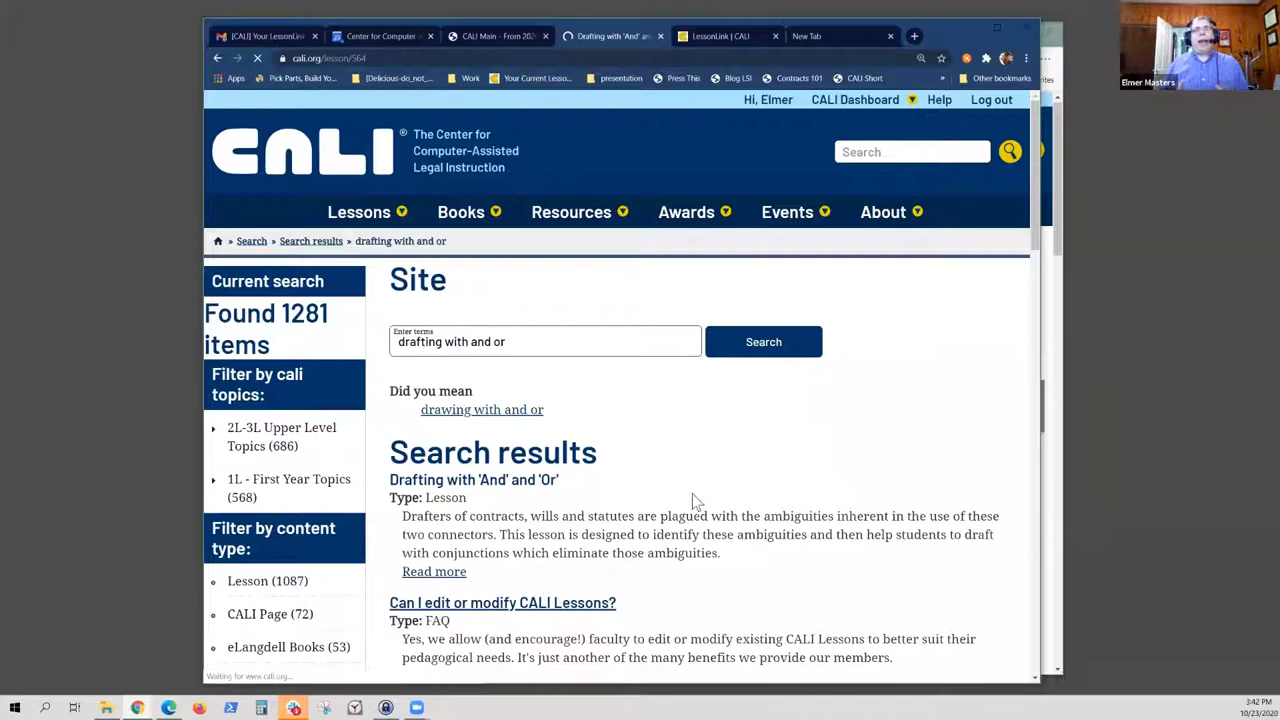 [CALI] Your LessonLin
Center for Computer-
CALI Main - From 202
Drafting with 'And' an
LessonLink | CALI
New Tab
cali.org/lesson/564
Apps
Pick Parts, Build Yo...
[Delicious-do_not_...
Work
Your Current Lesso...
presentation
Press This
Blog LSI
Contracts 101
CALI Short
Other bookmarks
Elmer Masters
Hi, Elmer
CALI Dashboard
Help
Log out
CALI®
The Center for
Computer-Assisted
Legal Instruction
Search ...
Lessons
Books
Resources
Awards
Events
About
» Search » Search results » drafting with and or
Current search
Found 1281
items
Filter by cali
topics:
2L-3L Upper Level
Topics (686)
1L - First Year Topics
(568)
Filter by content
type:
Lesson (1087)
CALI Page (72)
eLangdell Books (53)
Site
Enter terms
drafting with and or
Search
Did you mean
drawing with and or
Search results
Drafting with 'And' and 'Or'
Type: Lesson
Drafters of contracts, wills and statutes are plagued with the ambiguities inherent in the use of these
two connectors. This lesson is designed to identify these ambiguities and then help students to draft
with conjunctions which eliminate those ambiguities.
Read more
Can I edit or modify CALI Lessons?
Type: FAQ
Yes, we allow (and encourage!) faculty to edit or modify existing CALI Lessons to better suit their
pedagogical needs. It's just another of the many benefits we provide our members.
Waiting for www.cali.org...
3:42 PM
10/23/2020